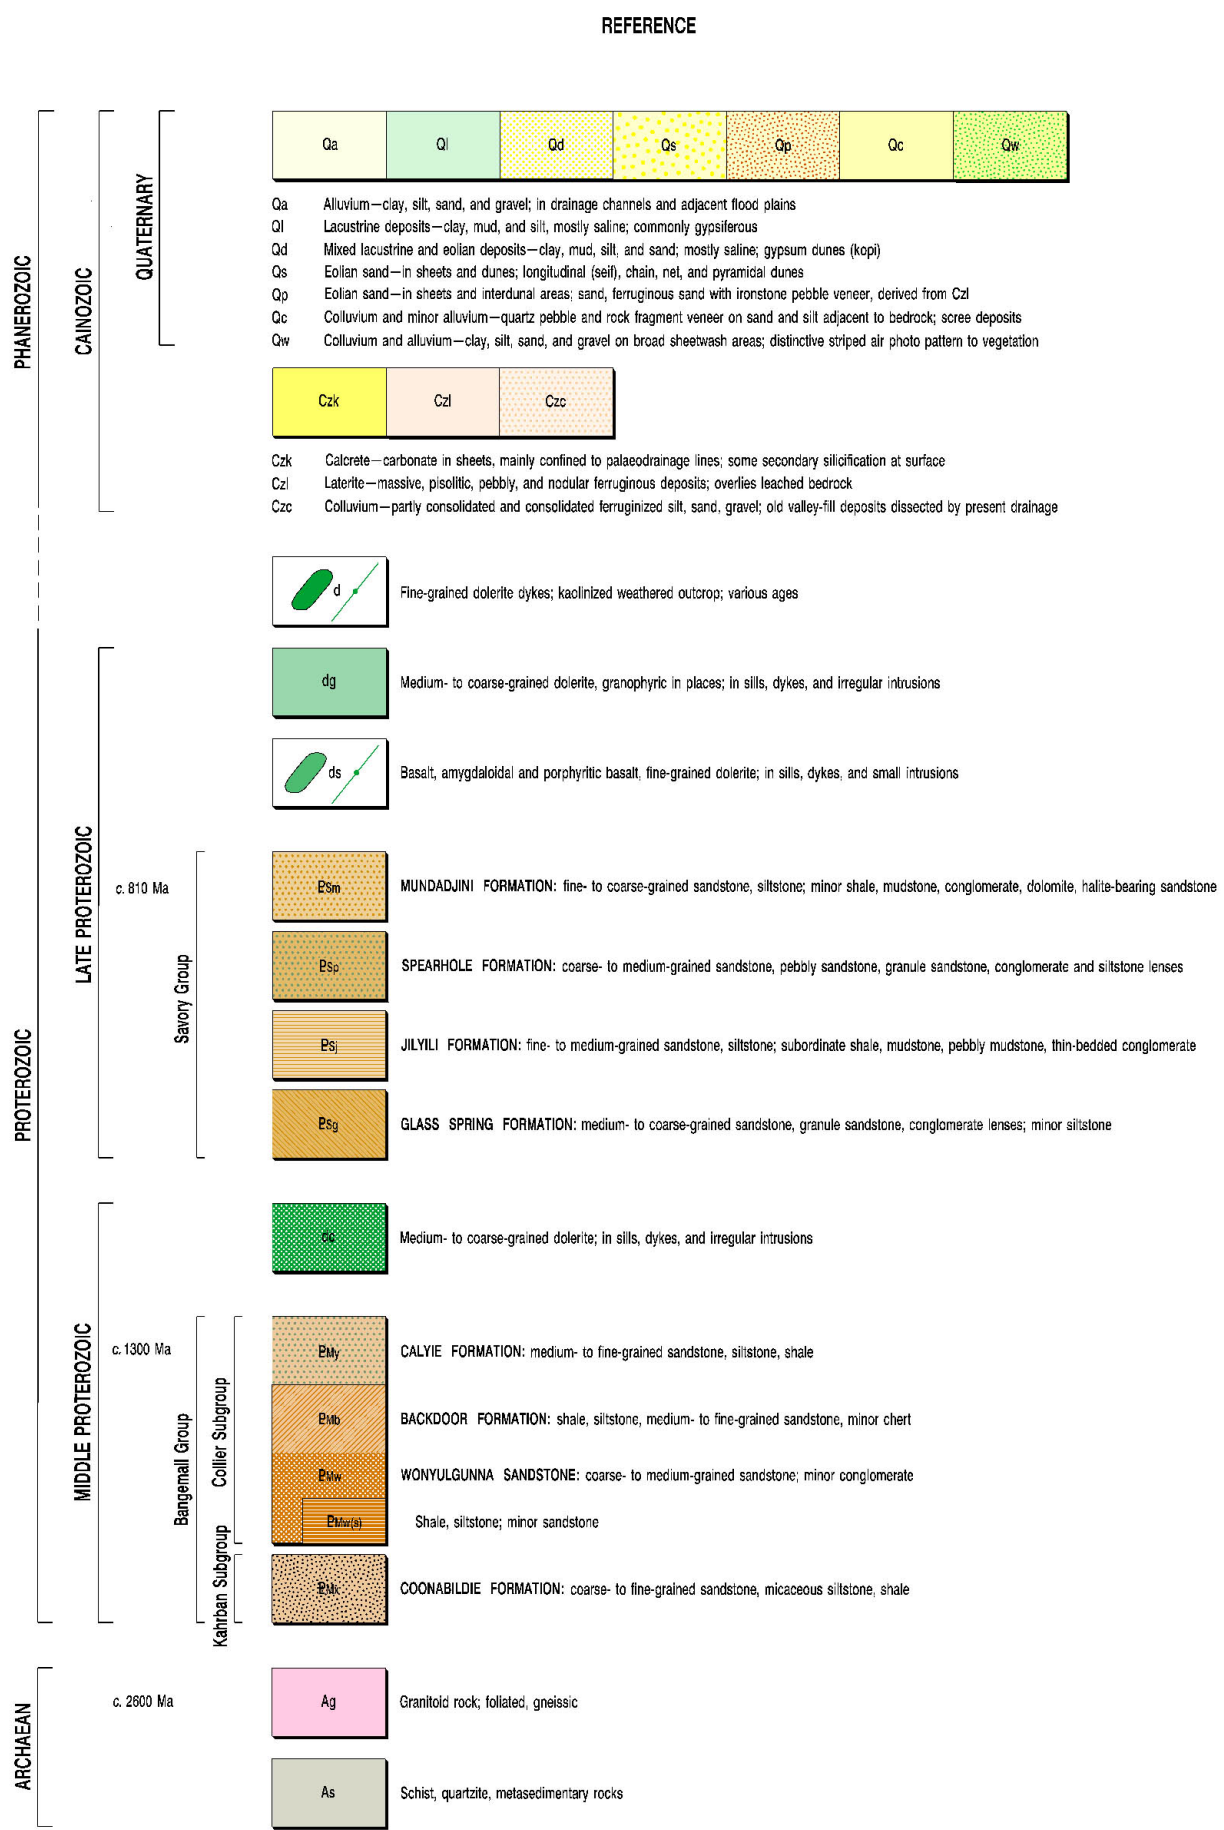 REFERENCE
PHANEROZOIC
CAINOZOIC
QUATERNARY
Qa Ql Qd Qs Qp Qc Qw
Qa Alluvium—clay, silt, sand, and gravel; in drainage channels and adjacent flood plains
Ql Lacustrine deposits—clay, mud, and silt, mostly saline; commonly gypsiferous
Qd Mixed lacustrine and eolian deposits—clay, mud, silt, and sand; mostly saline; gypsum dunes (kopi)
Qs Eolian sand—in sheets and dunes; longitudinal (seif), chain, net, and pyramidal dunes
Qp Eolian sand—in sheets and interdunal areas; sand, ferruginous sand with ironstone pebble veneer, derived from Czl
Qc Colluvium and minor alluvium—quartz pebble and rock fragment veneer on sand and silt adjacent to bedrock; scree deposits
Qw Colluvium and alluvium—clay, silt, sand, and gravel on broad sheetwash areas; distinctive striped air photo pattern to vegetation
Czk Czl Czc
Czk Calcrete—carbonate in sheets, mainly confined to palaeodrainage lines; some secondary silicification at surface
Czl Laterite—massive, pisolitic, pebbly, and nodular ferruginous deposits; overlies leached bedrock
Czc Colluvium—partly consolidated and consolidated ferruginized silt, sand, gravel; old valley-fill deposits dissected by present drainage
d Fine-grained dolerite dykes; kaolinized weathered outcrop; various ages
PROTEROZOIC
LATE PROTEROZOIC
dg Medium- to coarse-grained dolerite, granophyric in places; in sills, dykes, and irregular intrusions
ds Basalt, amygdaloidal and porphyritic basalt, fine-grained dolerite; in sills, dykes, and small intrusions
c. 810 Ma
Savory Group
PSm MUNDADJINI FORMATION: fine- to coarse-grained sandstone, siltstone; minor shale, mudstone, conglomerate, dolomite, halite-bearing sandstone
PSp SPEARHOLE FORMATION: coarse- to medium-grained sandstone, pebbly sandstone, granule sandstone, conglomerate and siltstone lenses
PSj JILYILI FORMATION: fine- to medium-grained sandstone, siltstone; subordinate shale, mudstone, pebbly mudstone, thin-bedded conglomerate
PSg GLASS SPRING FORMATION: medium- to coarse-grained sandstone, granule sandstone, conglomerate lenses; minor siltstone
MIDDLE PROTEROZOIC
Medium- to coarse-grained dolerite; in sills, dykes, and irregular intrusions
c. 1300 Ma
Bangemall Group
Collier Subgroup
PMy CALYIE FORMATION: medium- to fine-grained sandstone, siltstone, shale
PMb BACKDOOR FORMATION: shale, siltstone, medium- to fine-grained sandstone, minor chert
PMw WONYULGUNNA SANDSTONE: coarse- to medium-grained sandstone; minor conglomerate
PMw(s) Shale, siltstone; minor sandstone
Kahrban Subgroup
PMk COONABILDIE FORMATION: coarse- to fine-grained sandstone, micaceous siltstone, shale
ARCHAEAN
c. 2600 Ma
Ag Granitoid rock; foliated, gneissic
As Schist, quartzite, metasedimentary rocks